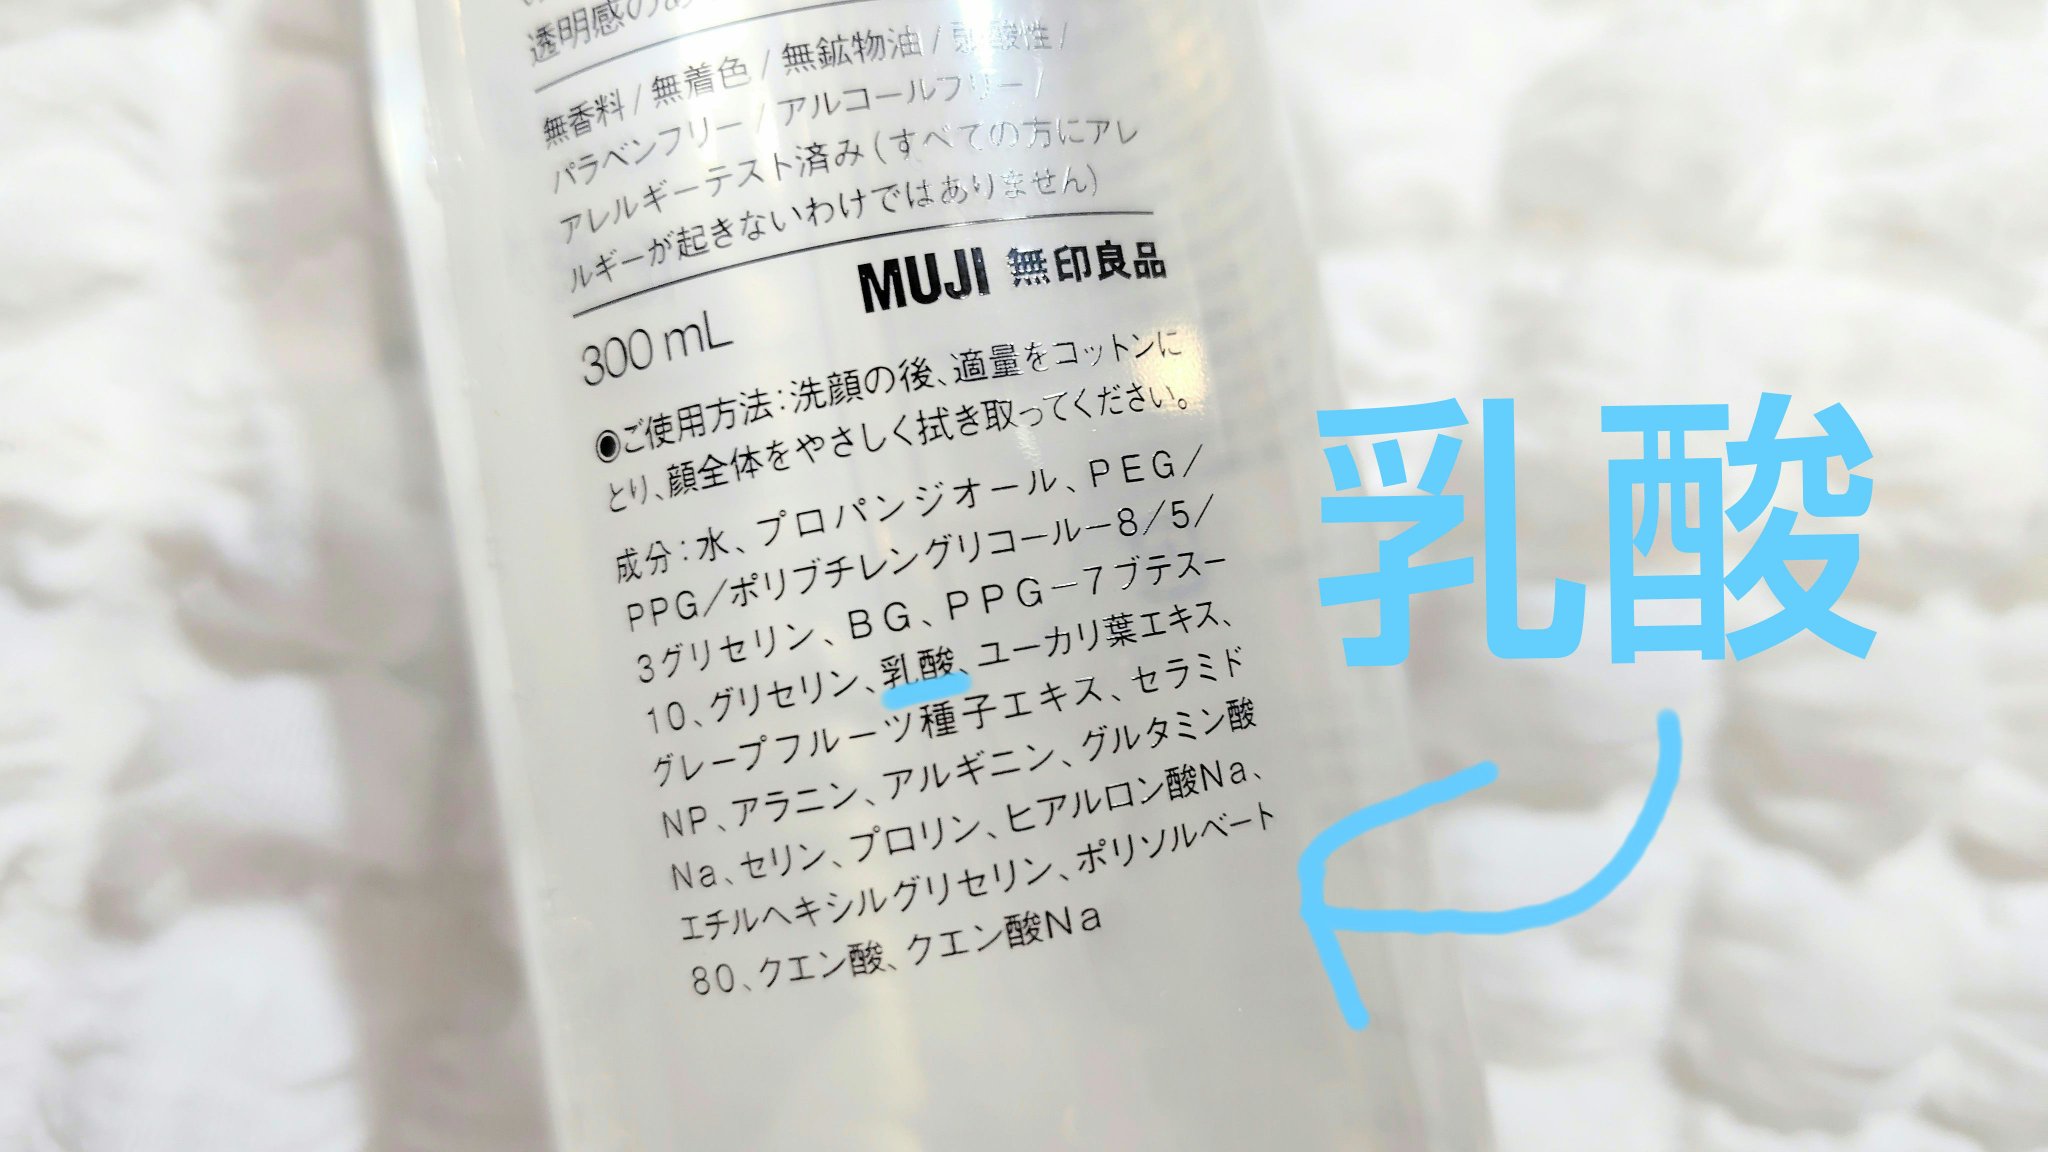 透明感のあ
無香料/無着色/無鉱物油/弱酸性/
パラベンフリー/アルコールフリー/
アレルギーテスト済み(すべての方にアレ
ルギーが起きないわけではありません)
MUJI 無印良品
300 mL
◉ご使用方法:洗顔の後、適量をコットンに
とり、顔全体をやさしく拭き取ってください。
成分:水、プロパンジオール、PEG/
PPG/ポリブチレングリコール-8/5/
3グリセリン、BG、PPG-7ブテスー
10、グリセリン、乳酸、ユーカリ葉エキス、
グレープフルーツ種子エキス、セラミド
NP、アラニン、アルギニン、グルタミン酸
Na、セリン、プロリン、ヒアルロン酸Na、
エチルヘキシルグリセリン、ポリソルベート
80、クエン酸、クエン酸Na
乳酸